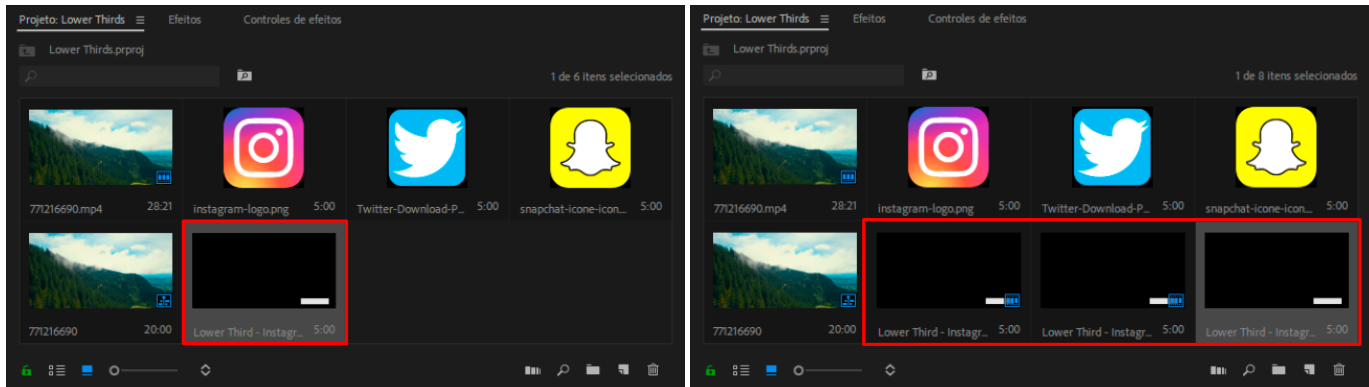 Projeto: Lower Thirds Efeitos Controles de efeitos
Lower Thirds.prproj
1 de 6 itens selecionados
771216690.mp4 28:21 instagram-logo.png 5:00 Twitter-Download-P... 5:00 snapchat-icone-icon... 5:00
771216690 20:00 Lower Third - Instagr... 5:00
Projeto: Lower Thirds Efeitos Controles de efeitos
Lower Thirds.prproj
1 de 8 itens selecionados
771216690.mp4 28:21 instagram-logo.png 5:00 Twitter-Download-P... 5:00 snapchat-icone-icon... 5:00
771216690 20:00 Lower Third - Instagr... 5:00 Lower Third - Instagr... 5:00 Lower Third - Instagr... 5:00